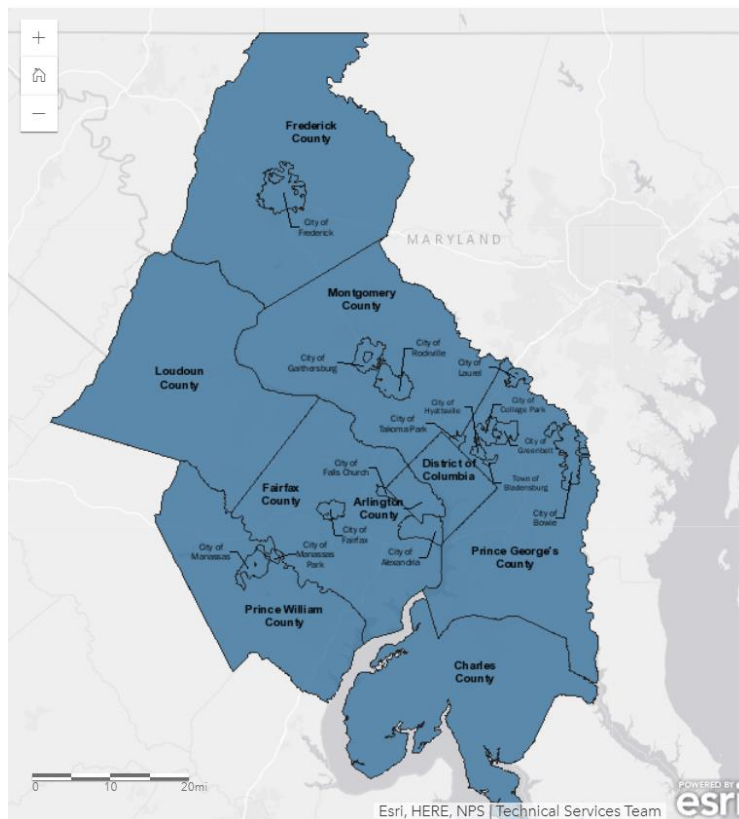 +
−
Frederick
County
City of
Frederick
MARYLAND
Montgomery
County
City of
Gaithersburg
City of
Rockville
City of
Laurel
Loudoun
County
City of
Hyattsville
City of
College Park
City of
Takoma Park
City of
Greenbelt
City of
Falls Church
District of
Columbia
Town of
Bladensburg
Fairfax
County
Arlington
County
City of
Bowie
City of
Fairfax
City of
Manassas
City of
Manassas
Park
City of
Alexandria
Prince George's
County
Prince William
County
Charles
County
0 10 20mi
POWERED BY
esri
Esri, HERE, NPS | Technical Services Team